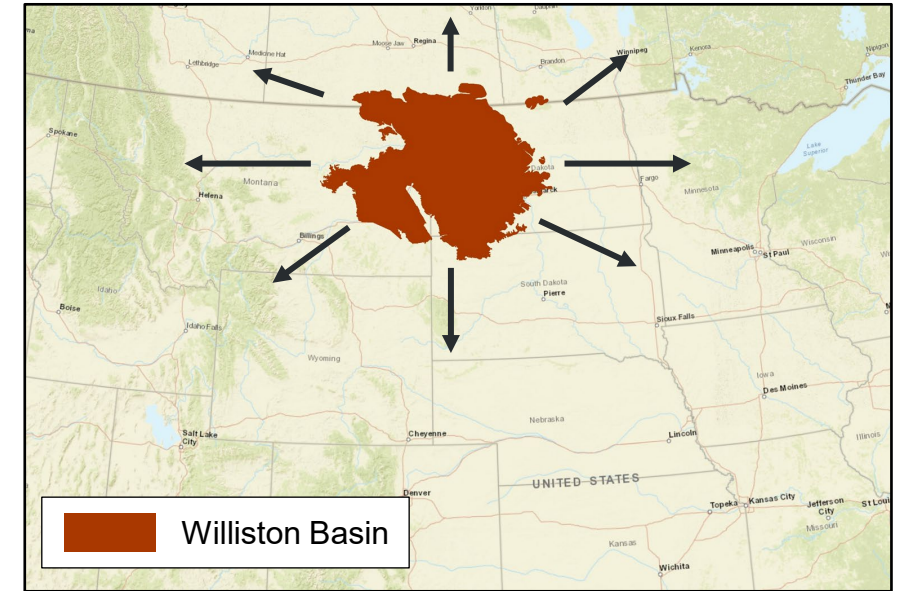 Yorkton
Dauphin
Moose Jaw
Regina
Medicine Hat
Lethbridge
Brandon
Winnipeg
Kenora
Nipigon
Thunder Bay
Spokane
Lake
Superior
Montana
Helena
Dakota
Fargo
Minnesota
Billings
Minneapolis
St Paul
Wisconsin
Idaho
Boise
Idaho Falls
South Dakota
Pierre
Sioux Falls
Wyoming
Iowa
Des Moines
Nebraska
Salt Lake
City
Cheyenne
Lincoln
Illinois
UNITED STATES
Denver
Topeka
Kansas City
Jefferson
City
St Loui
Missouri
Kansas
Wichita
Williston Basin